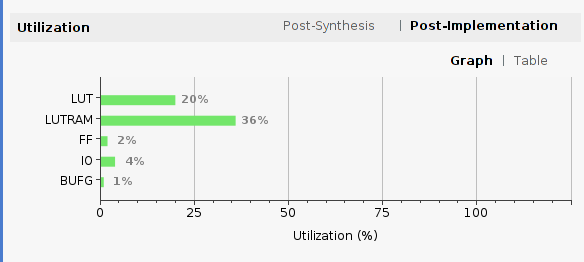 Utilization Post-Synthesis | Post-Implementation
Graph | Table
LUT 20%
LUTRAM 36%
FF 2%
IO 4%
BUFG 1%
0 25 50 75 100
Utilization (%)